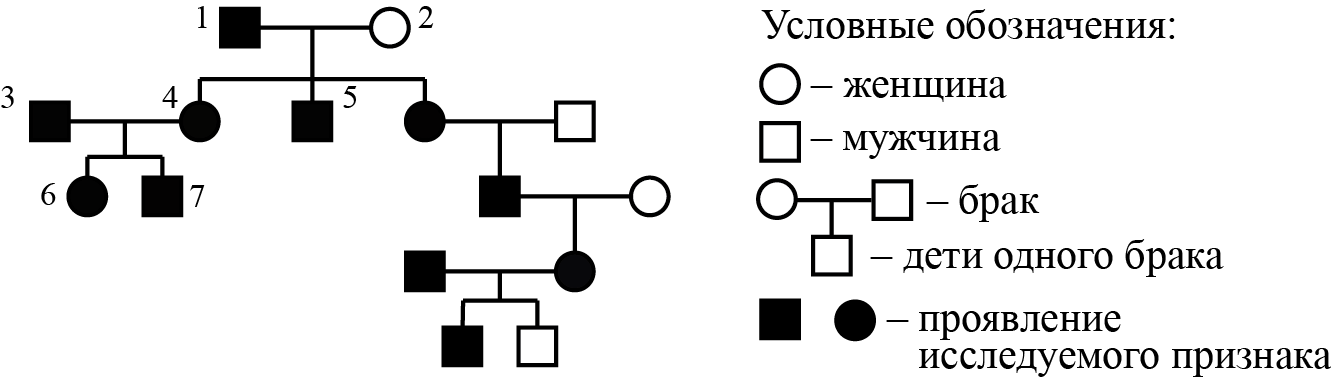 1
2
3
4
5
6
7
Условные обозначения:
– женщина
– мужчина
– брак
– дети одного брака
– проявление
исследуемого признака